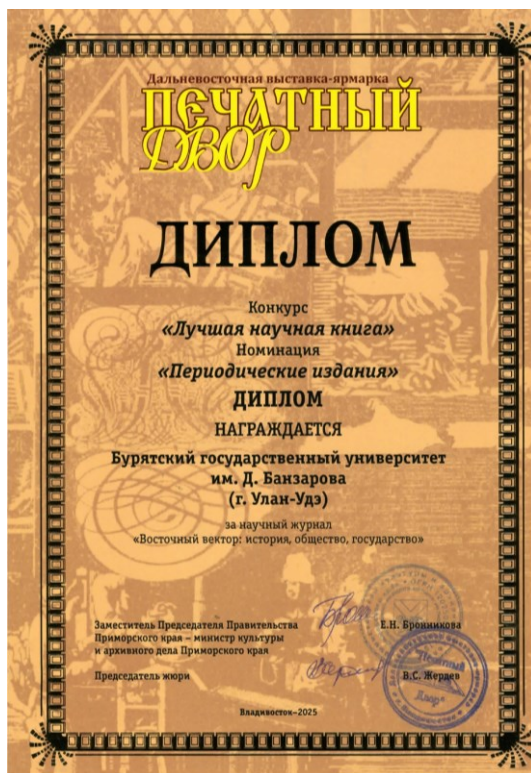 Дальневосточная выставка-ярмарка
ПЕЧАТНЫЙ
ДВОР
ДИПЛОМ
Конкурс
«Лучшая научная книга»
Номинация
«Периодические издания»
ДИПЛОМ
НАГРАЖДАЕТСЯ
Бурятский государственный университет
им. Д. Банзарова
(г. Улан-Удэ)
за научный журнал
«Восточный вектор: история, общество, государство»
Заместитель Председателя Правительства
Приморского края – министр культуры
и архивного дела Приморского края
Е.Н. Бронникова
Председатель жюри
В.С. Жердев
"Печатный
Двор"
Владивосток–2025